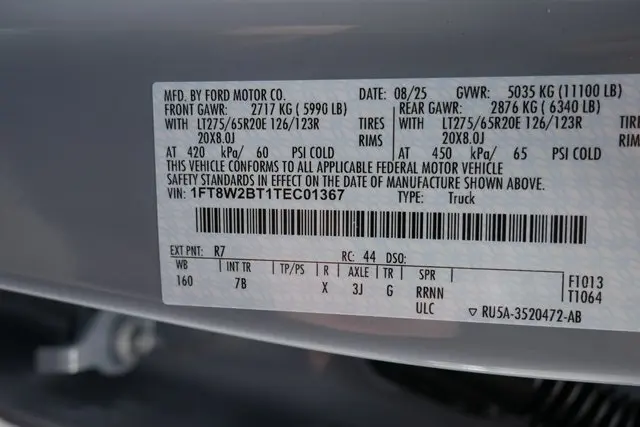 MFD. BY FORD MOTOR CO. DATE: 08/25 GVWR: 5035 KG (11100 LB)
FRONT GAWR: 2717 KG ( 5990 LB) REAR GAWR: 2876 KG ( 6340 LB)
WITH LT275/65R20E 126/123R TIRES WITH LT275/65R20E 126/123R TIRES
20X8.0J RIMS 20X8.0J RIMS
AT 420 kPa/ 60 PSI COLD AT 450 kPa/ 65 PSI COLD
THIS VEHICLE CONFORMS TO ALL APPLICABLE FEDERAL MOTOR VEHICLE
SAFETY STANDARDS IN EFFECT ON THE DATE OF MANUFACTURE SHOWN ABOVE.
VIN: 1FT8W2BT1TEC01367 TYPE: Truck
EXT PNT: R7 RC: 44 DSO:
WB INT TR TP/PS R AXLE TR SPR F1013
160 7B X 3J G RRNN T1064
ULC ▽ RU5A-3520472-AB